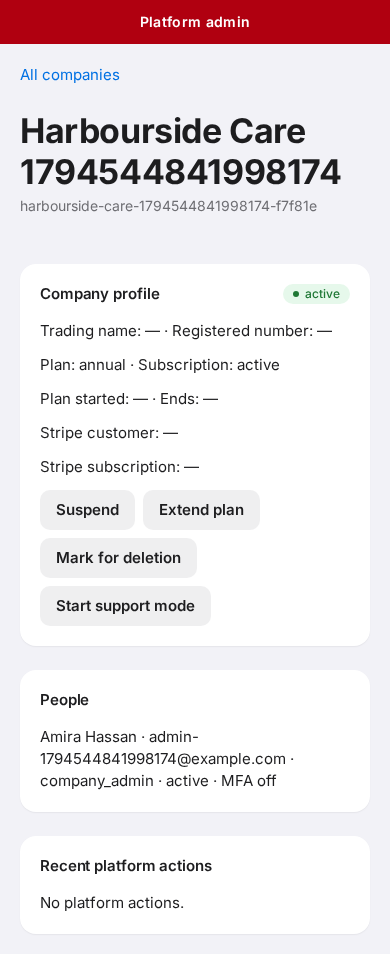 Platform admin
All companies
Harbourside Care
1794544841998174
harbourside-care-1794544841998174-f7f81e
Company profile
active
Trading name: — · Registered number: —
Plan: annual · Subscription: active
Plan started: — · Ends: —
Stripe customer: —
Stripe subscription: —
Suspend
Extend plan
Mark for deletion
Start support mode
People
Amira Hassan · admin-
1794544841998174@example.com ·
company_admin · active · MFA off
Recent platform actions
No platform actions.